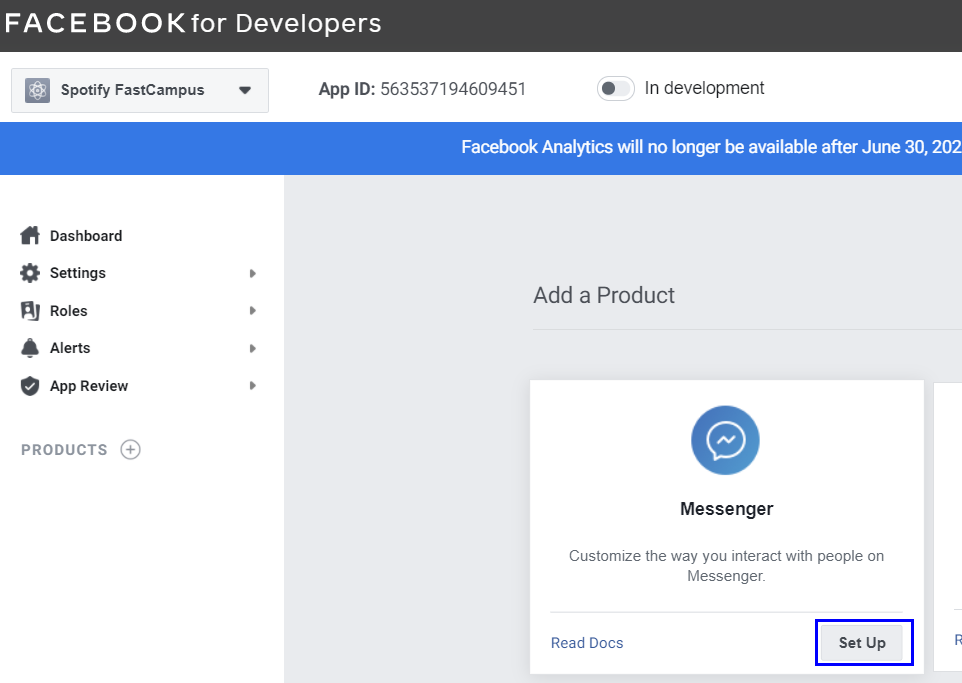 FACEBOOK for Developers
Spotify FastCampus
App ID: 563537194609451
In development
Facebook Analytics will no longer be available after June 30, 202
Dashboard
Settings
Roles
Alerts
App Review
PRODUCTS
Add a Product
Messenger
Customize the way you interact with people on
Messenger.
Read Docs
Set Up